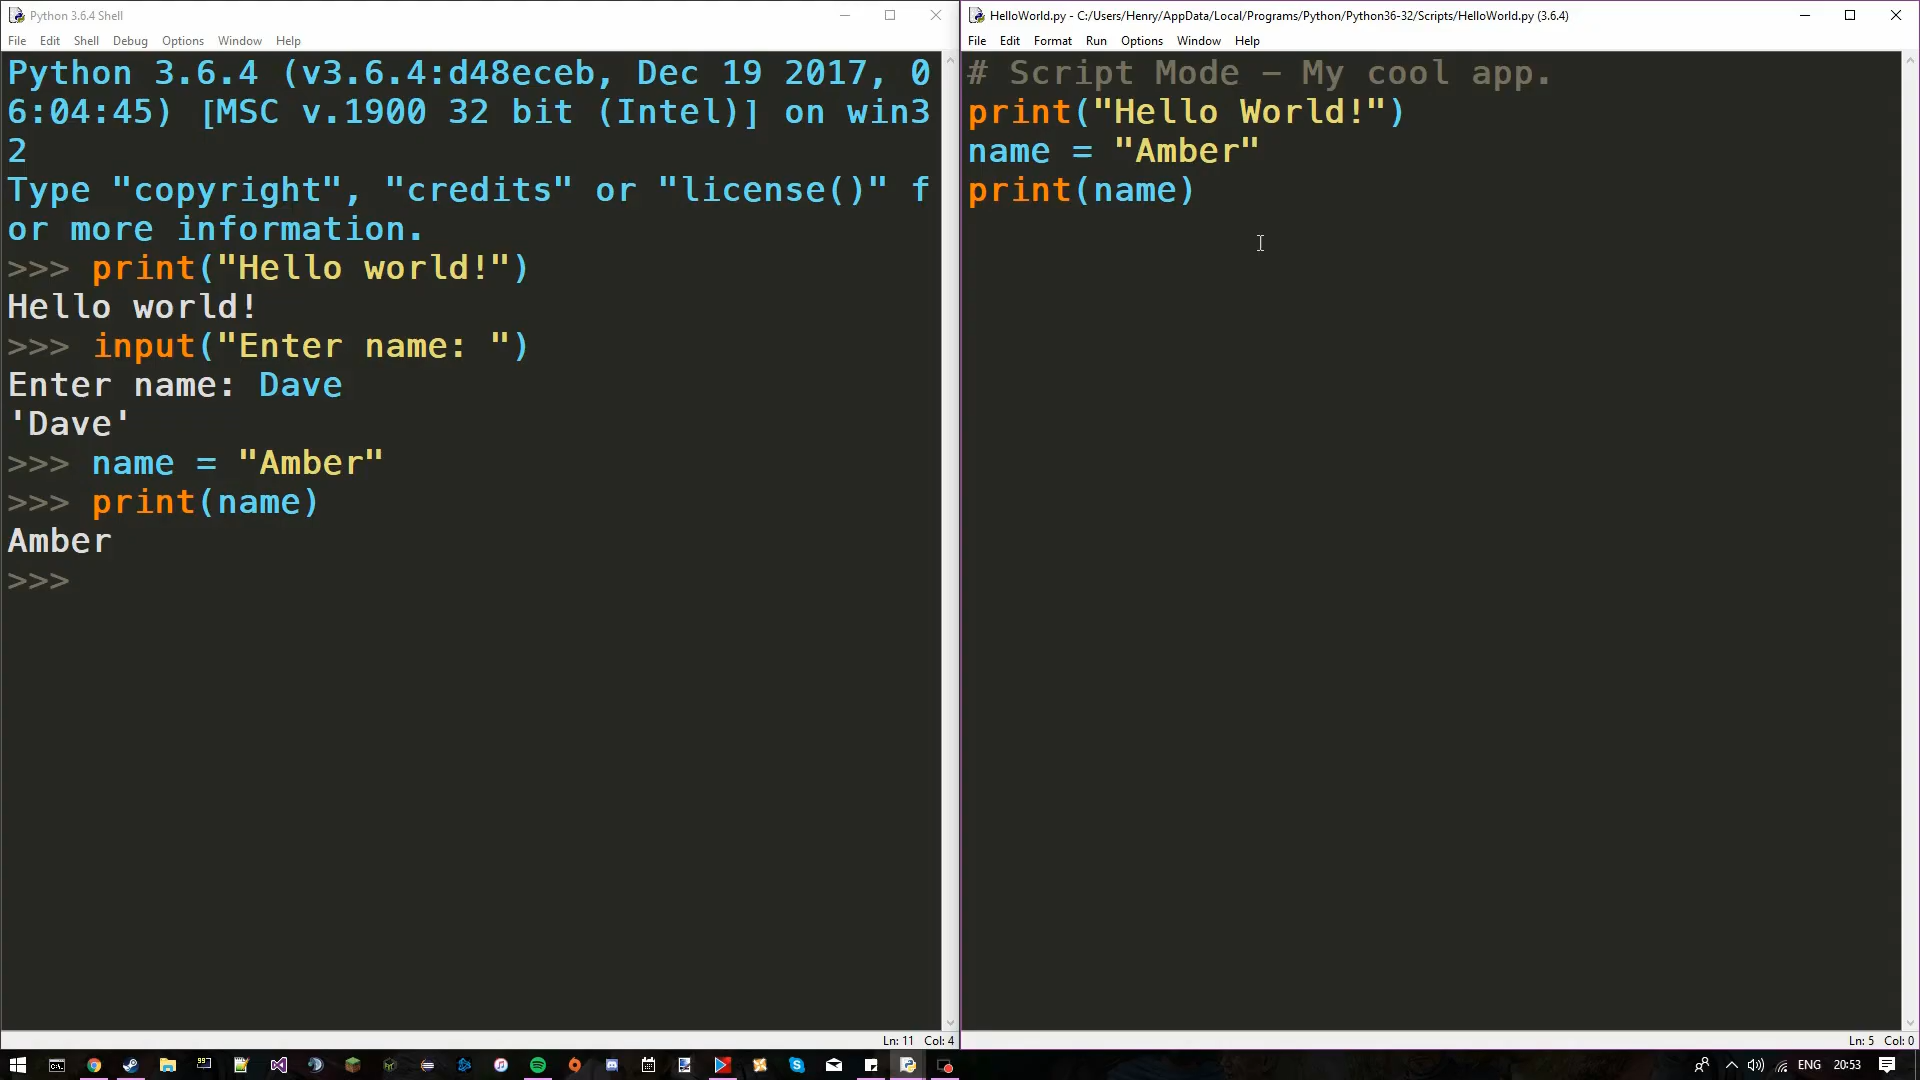 Python 3.6.4 Shell
File Edit Shell Debug Options Window Help
Python 3.6.4 (v3.6.4:d48eceb, Dec 19 2017, 0
6:04:45) [MSC v.1900 32 bit (Intel)] on win3
2
Type "copyright", "credits" or "license()" f
or more information.
>>> print("Hello world!")
Hello world!
>>> input("Enter name: ")
Enter name: Dave
'Dave'
>>> name = "Amber"
>>> print(name)
Amber
>>>
Ln: 11 Col: 4
HelloWorld.py - C:/Users/Henry/AppData/Local/Programs/Python/Python36-32/Scripts/HelloWorld.py (3.6.4)
File Edit Format Run Options Window Help
# Script Mode – My cool app.
print("Hello World!")
name = "Amber"
print(name)
Ln: 5 Col: 0
ENG 20:53